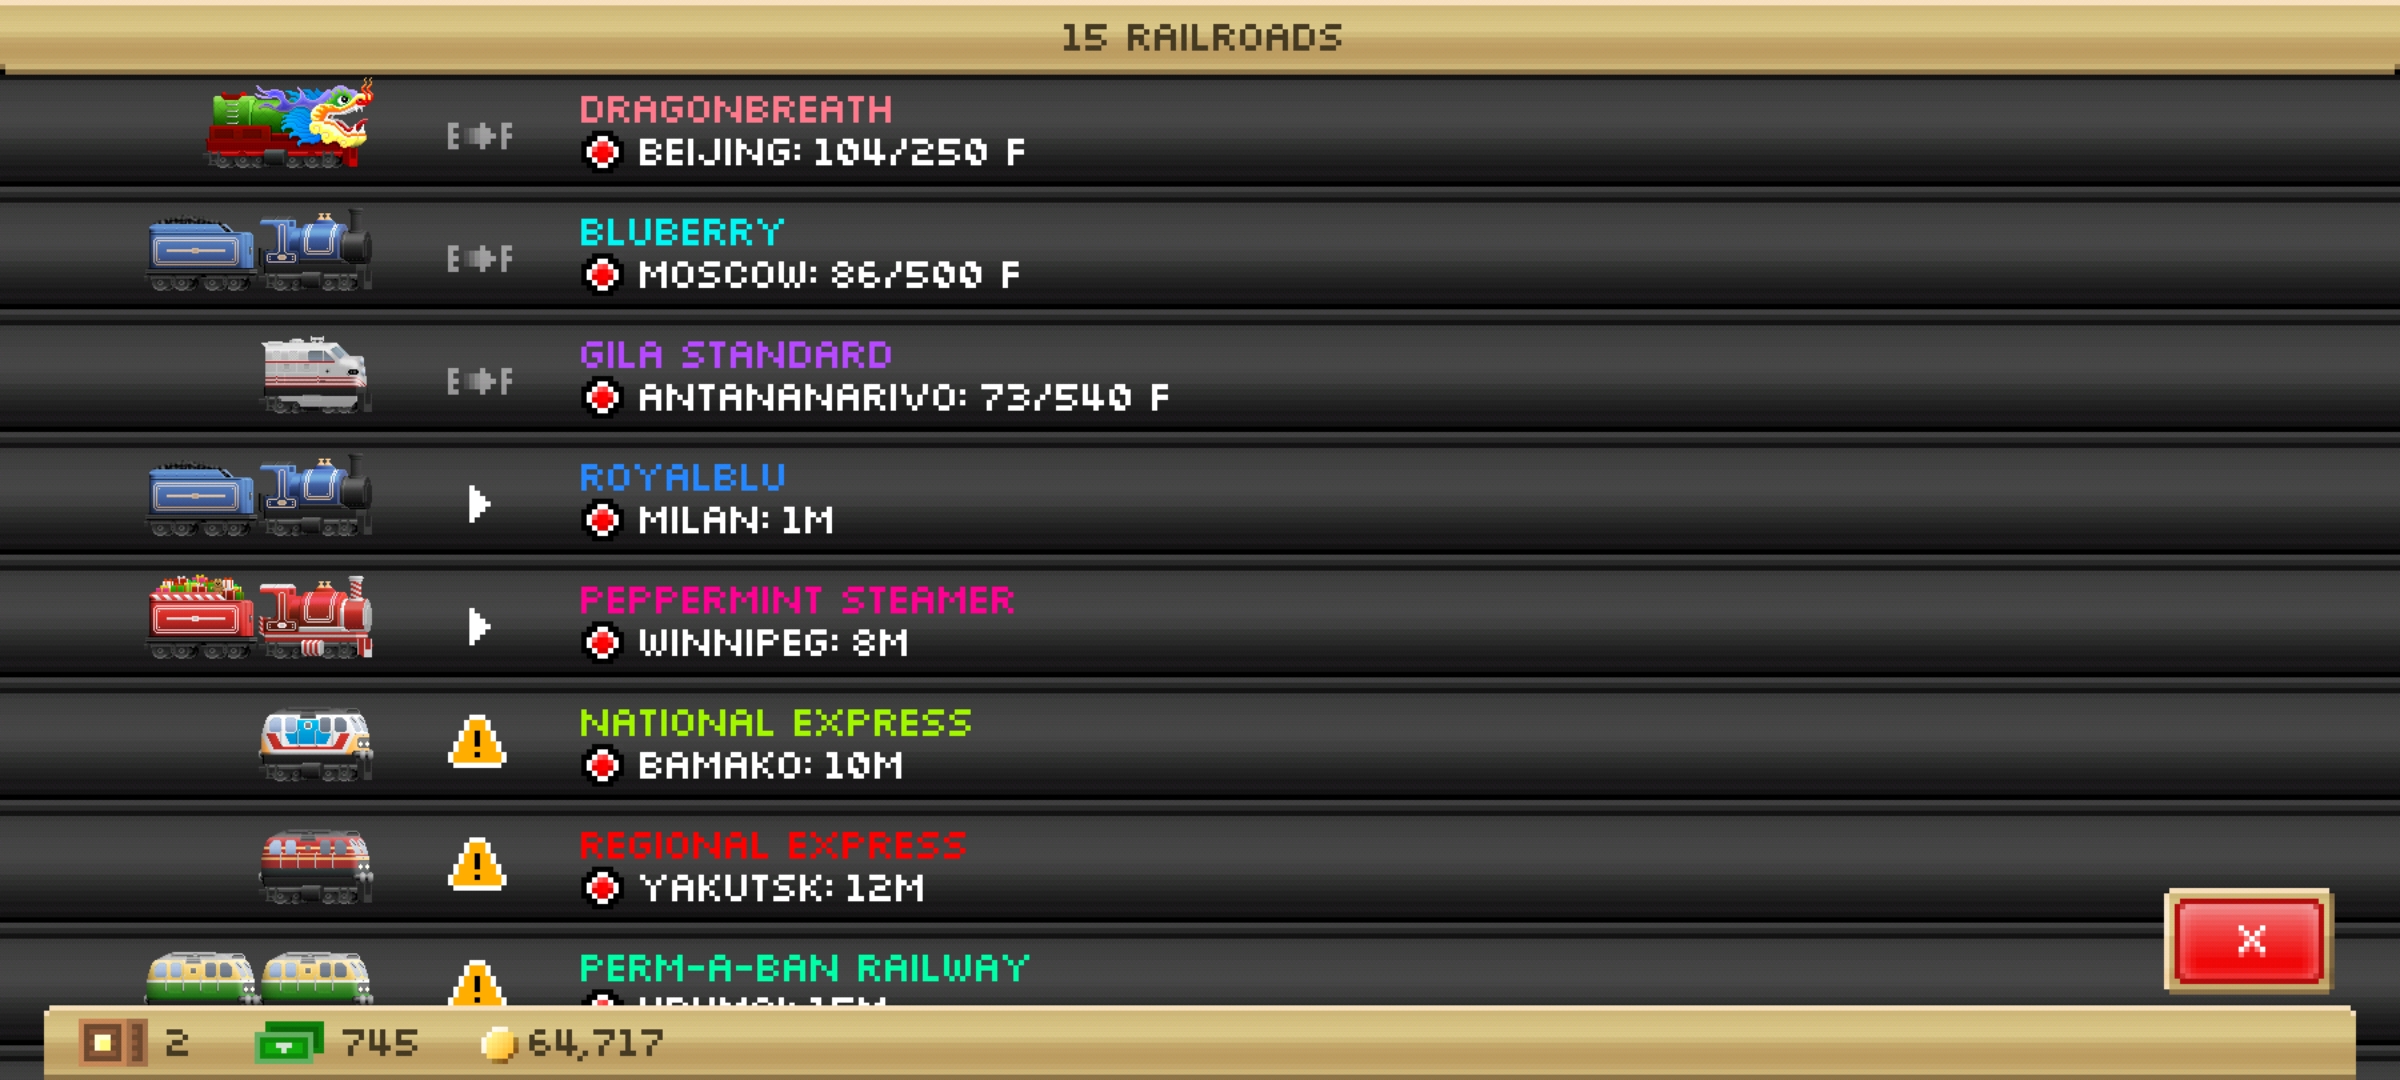 15 RAILROADS
DRAGONBREATH
E F
BEIJING: 104/250 F
BLUBERRY
E F
MOSCOW: 86/500 F
GILA STANDARD
E F
ANTANANARIVO: 73/540 F
ROYALBLU
MILAN: 1M
PEPPERMINT STEAMER
WINNIPEG: 8M
NATIONAL EXPRESS
BAMAKO: 10M
REGIONAL EXPRESS
YAKUTSK: 12M
PERM-A-BAN RAILWAY
X
2 745 64,717